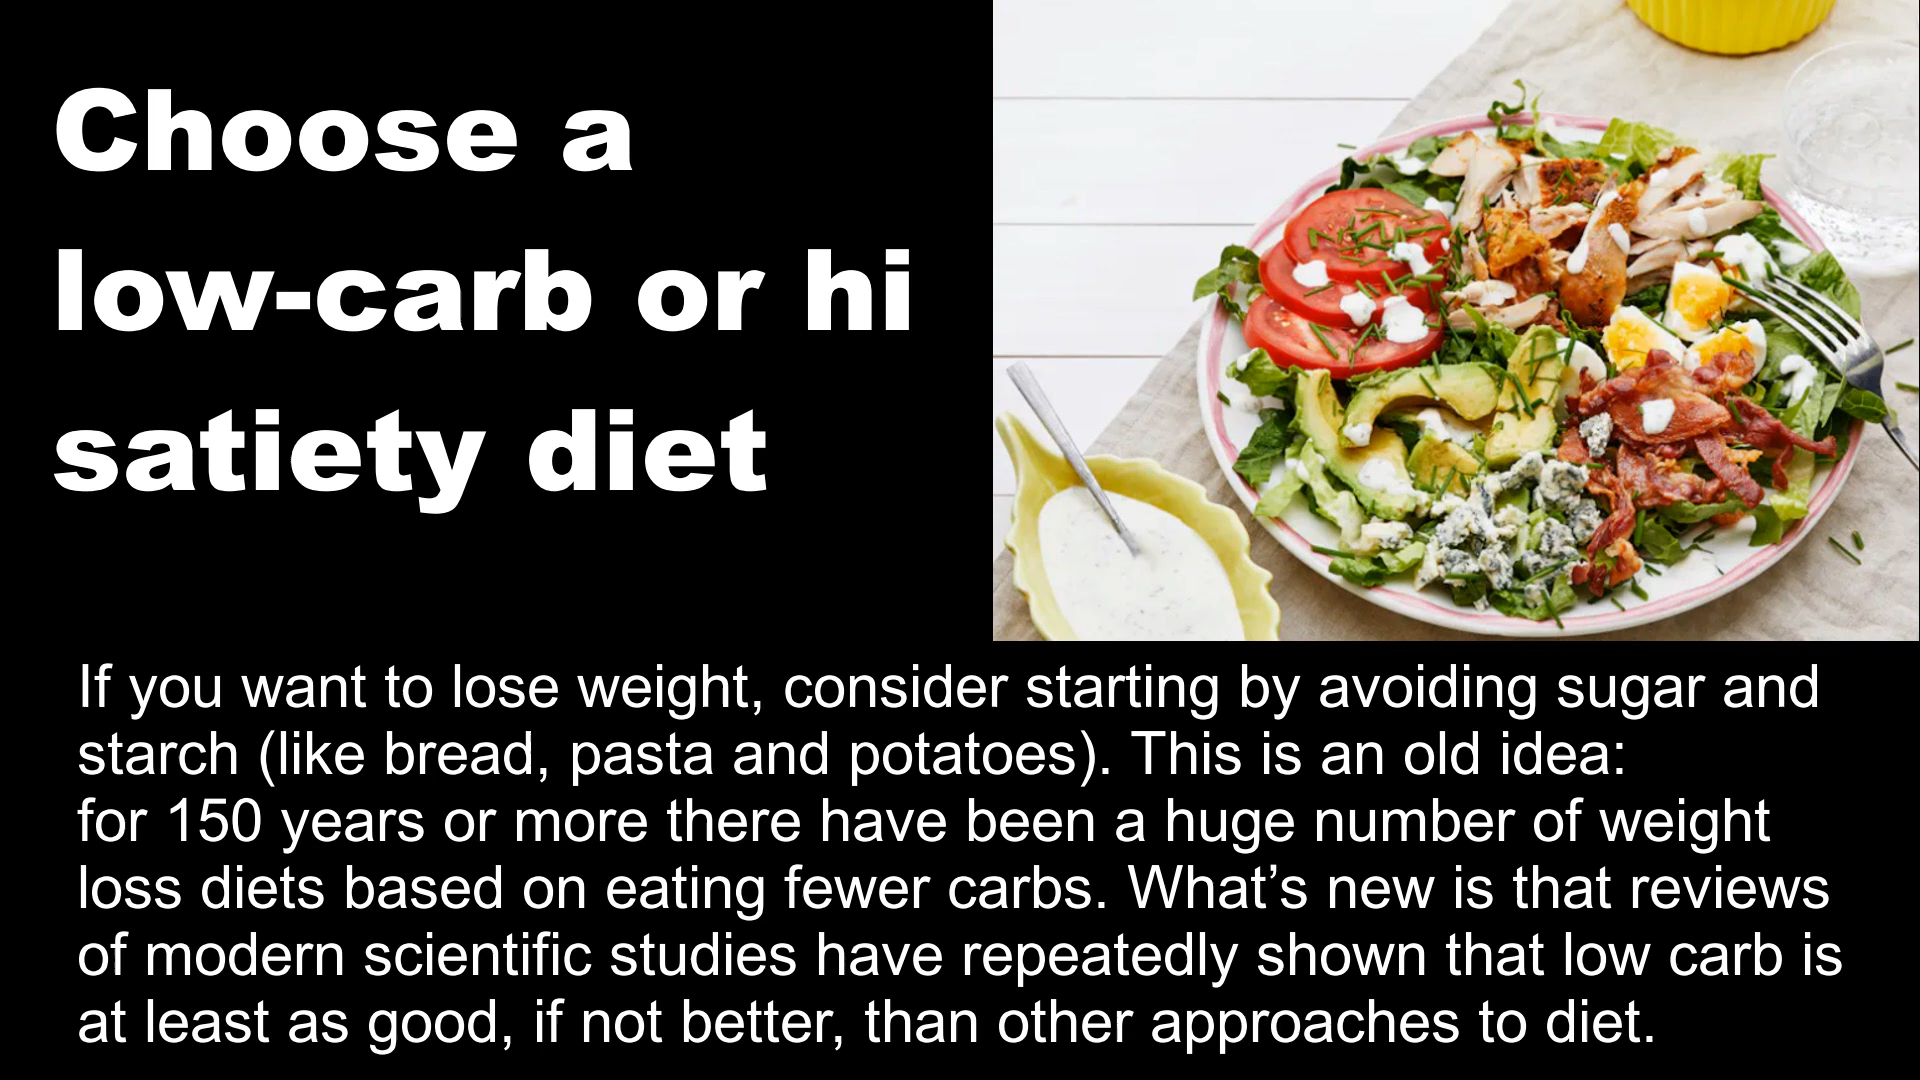 Choose a
low-carb or hi
satiety diet
If you want to lose weight, consider starting by avoiding sugar and
starch (like bread, pasta and potatoes). This is an old idea:
for 150 years or more there have been a huge number of weight
loss diets based on eating fewer carbs. What’s new is that reviews
of modern scientific studies have repeatedly shown that low carb is
at least as good, if not better, than other approaches to diet.